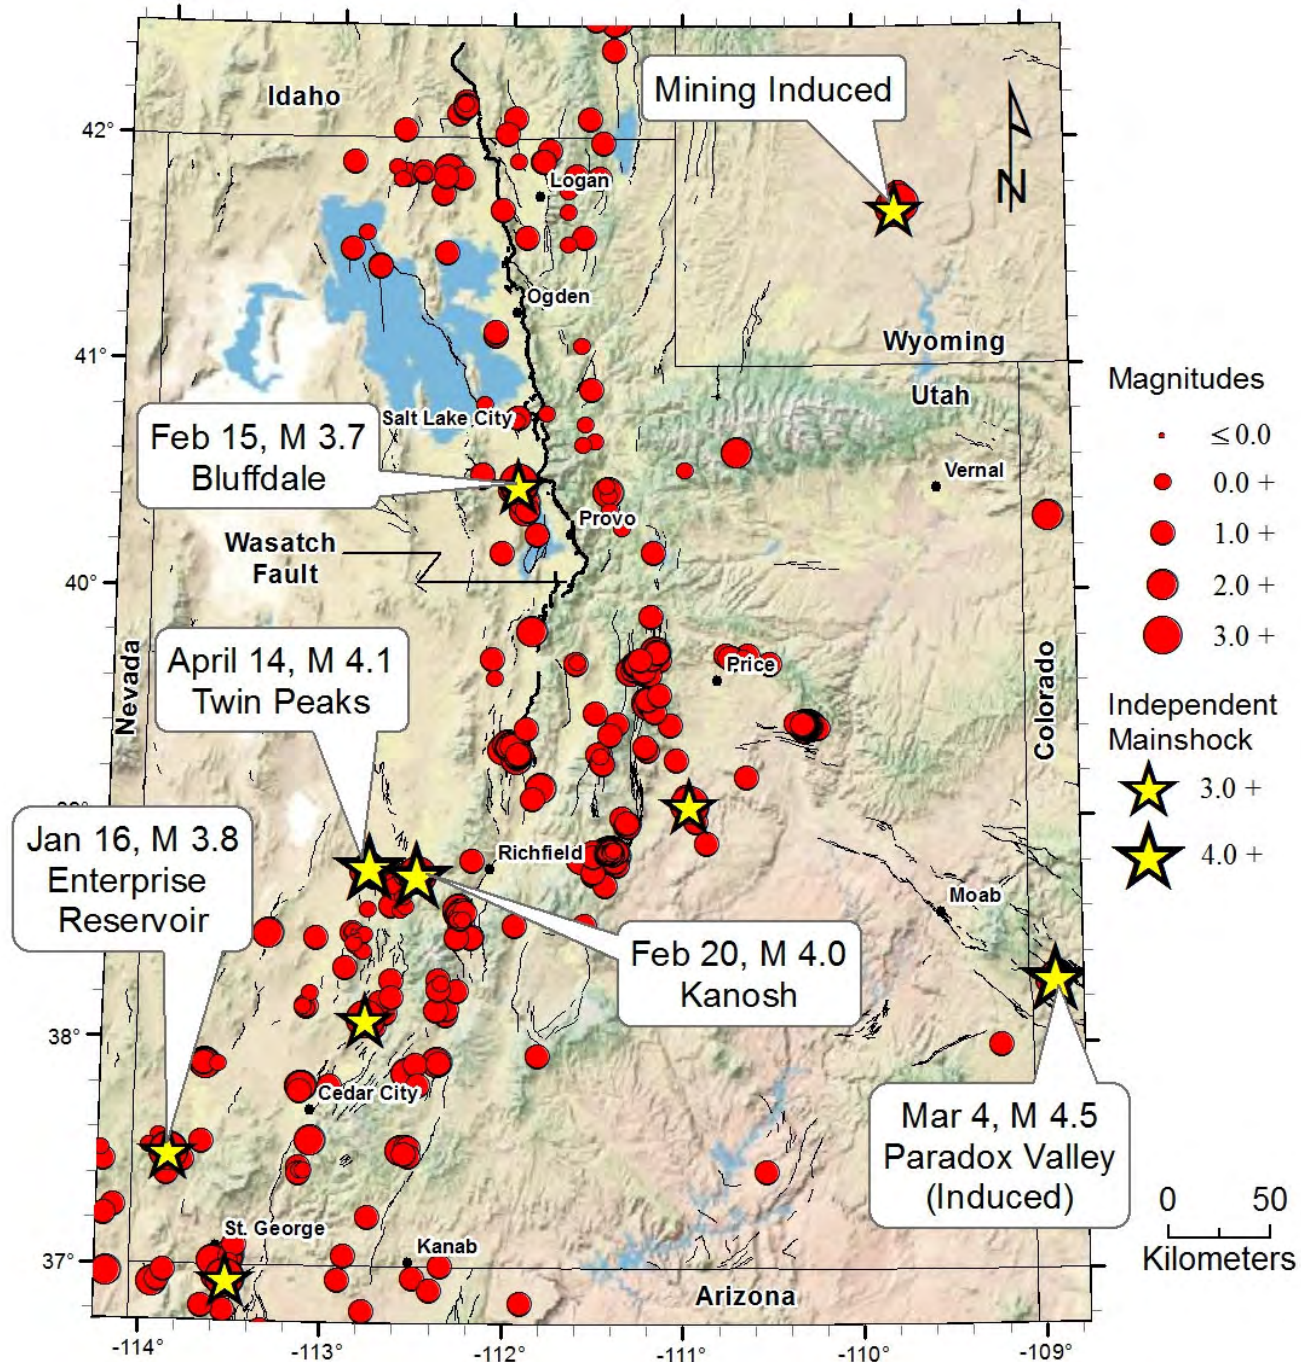 Idaho
Mining Induced
42°
N
Logan
Ogden
Wyoming
41°
Utah
Magnitudes
≤ 0.0
0.0 +
1.0 +
2.0 +
3.0 +
Salt Lake City
Feb 15, M 3.7
Bluffdale
Vernal
Provo
Wasatch
Fault
40°
Nevada
April 14, M 4.1
Twin Peaks
Price
Colorado
Independent
Mainshock
3.0 +
4.0 +
Jan 16, M 3.8
Enterprise
Reservoir
Richfield
Moab
Feb 20, M 4.0
Kanosh
38°
Cedar City
Mar 4, M 4.5
Paradox Valley
(Induced)
0 50
Kilometers
St. George
Kanab
37°
Arizona
-114° -113° -112° -111° -110° -109°